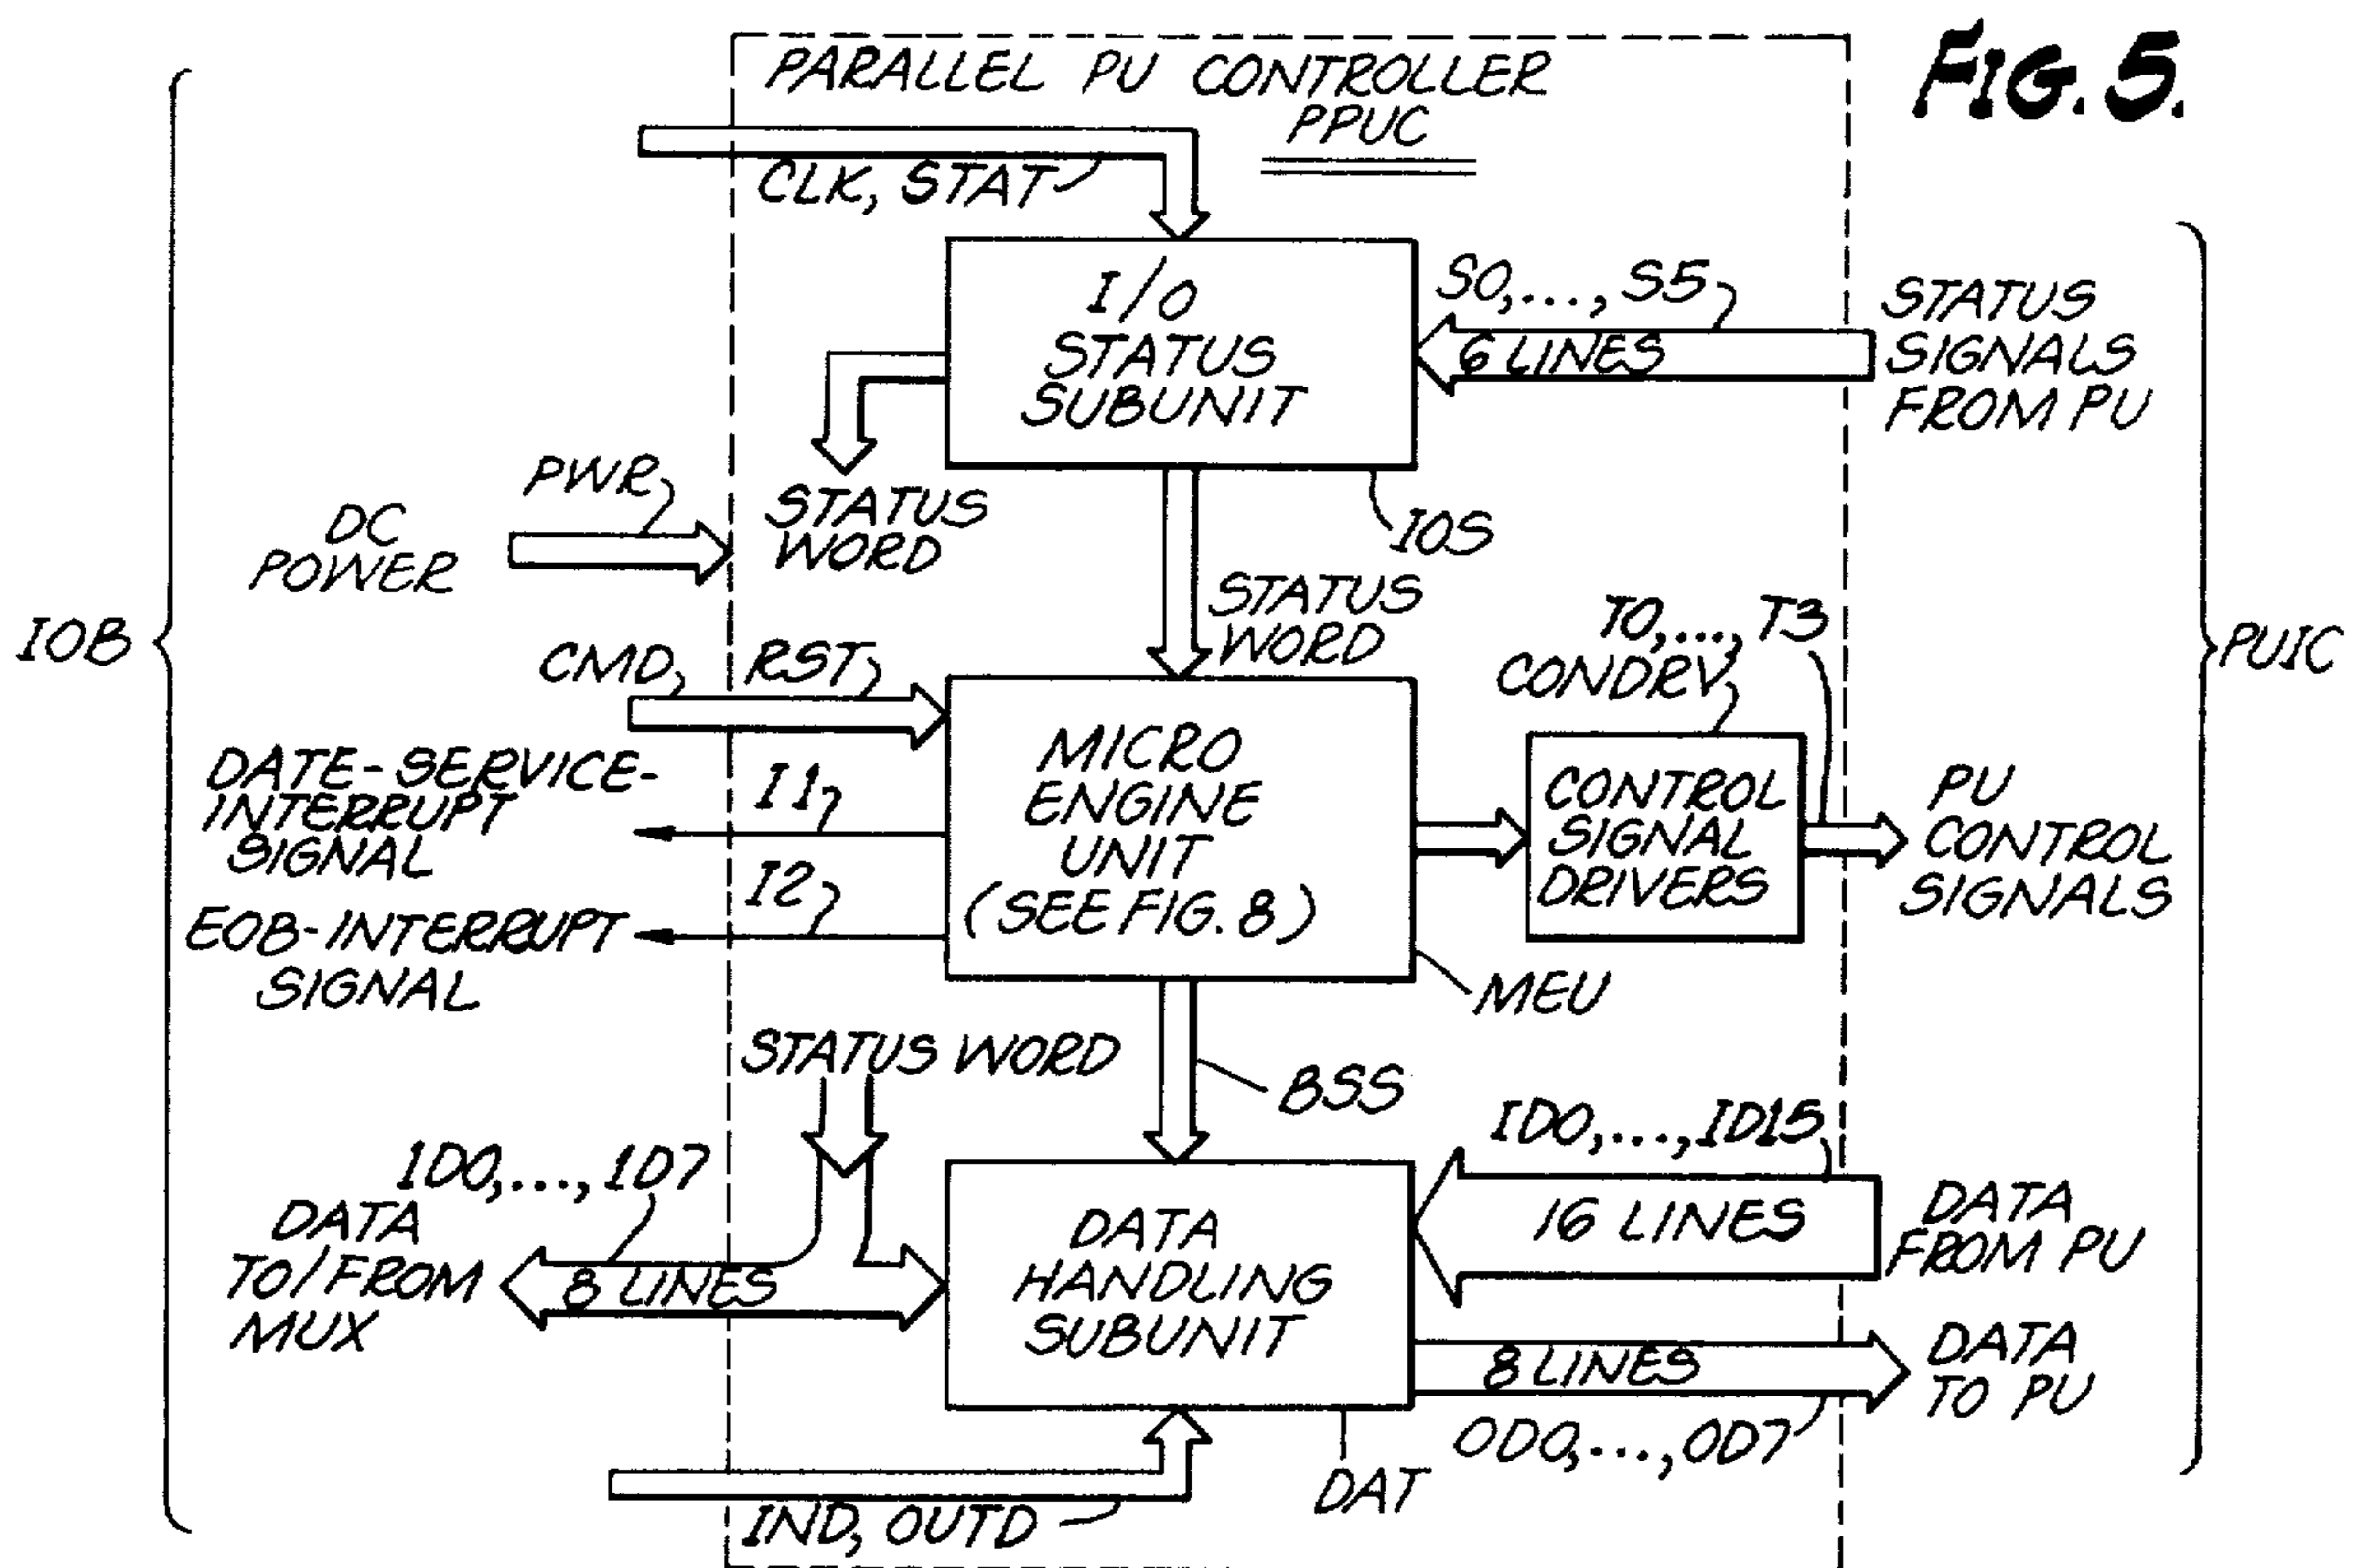 FIG. 5.
PARALLEL PU CONTROLLER
PPUC
CLK, STAT
I/O
STATUS
SUBUNIT
S0,..., S5
6 LINES
STATUS
SIGNALS
FROM PU
PWR
DC
POWER
STATUS
WORD
IOS
STATUS
WORD
IOB
CMD, RST
T0,..., T3
CONDRV
PUIC
DATE-SERVICE-
INTERRUPT
SIGNAL
I1
MICRO
ENGINE
UNIT
(SEE FIG. 8)
CONTROL
SIGNAL
DRIVERS
PU
CONTROL
SIGNALS
I2
EOB-INTERRUPT
SIGNAL
MEU
STATUS WORD
BSS
ID0,..., ID7
DATA
TO/FROM
MUX
8 LINES
DATA
HANDLING
SUBUNIT
ID0,..., ID15
16 LINES
DATA
FROM PU
8 LINES
DATA
TO PU
OD0,..., OD7
DAT
IND, OUTD